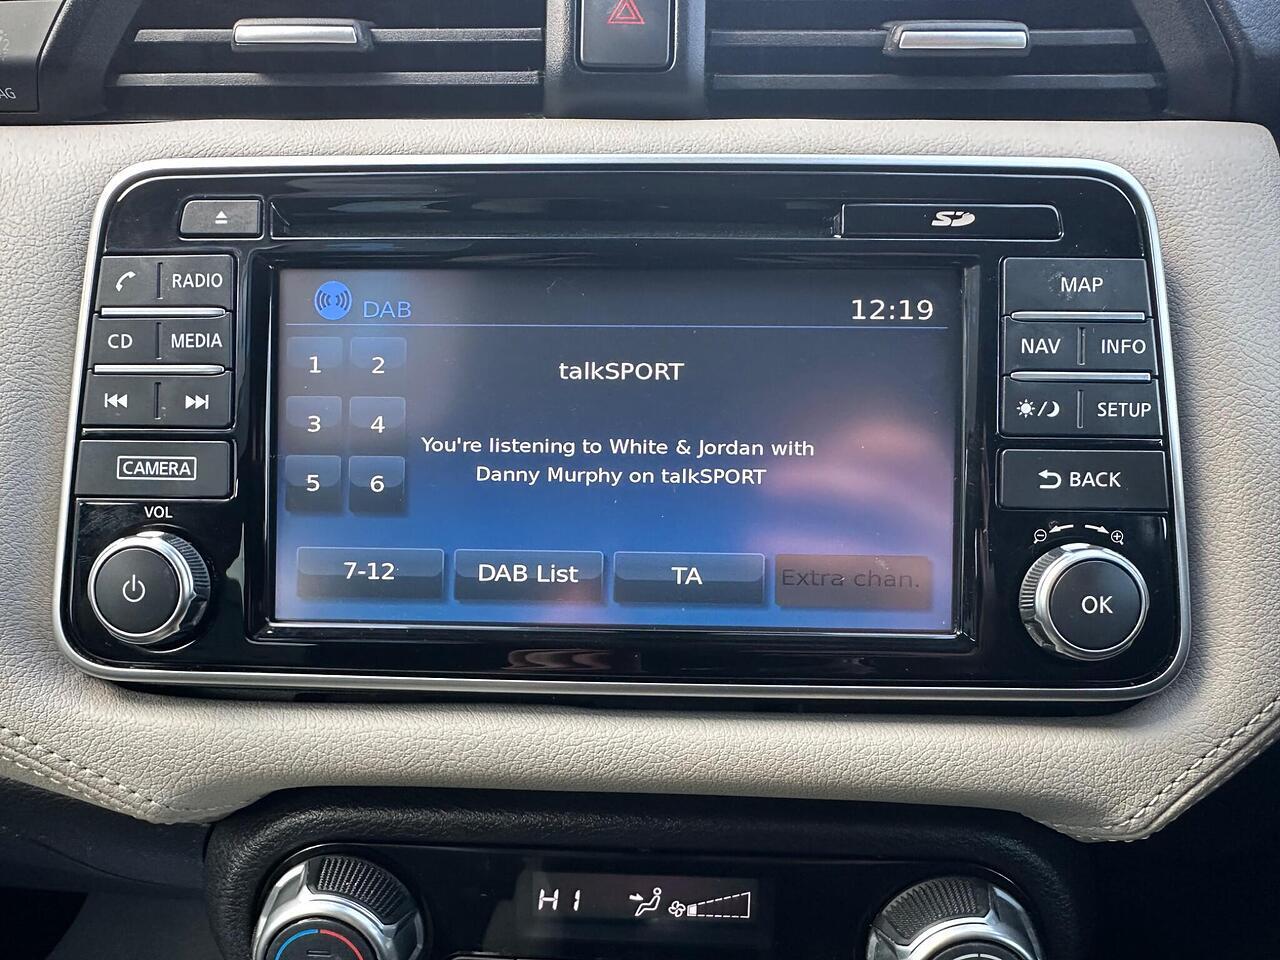 AG
SD
RADIO
CD MEDIA
CAMERA
VOL
DAB 12:19
1 2
3 4
5 6
talkSPORT
You're listening to White & Jordan with
Danny Murphy on talkSPORT
7-12 DAB List TA Extra chan.
MAP
NAV INFO
SETUP
BACK
OK
HI